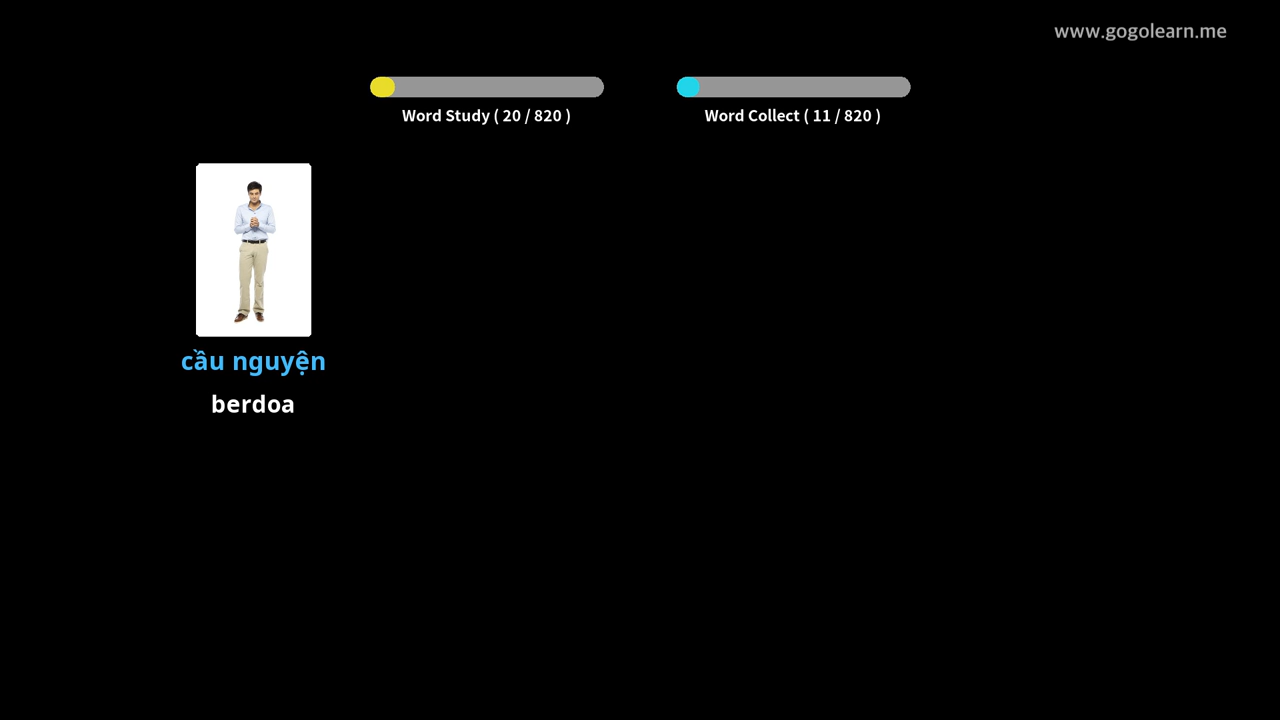 www.gogolearn.me
Word Study ( 20 / 820 )
Word Collect ( 11 / 820 )
cầu nguyện
berdoa